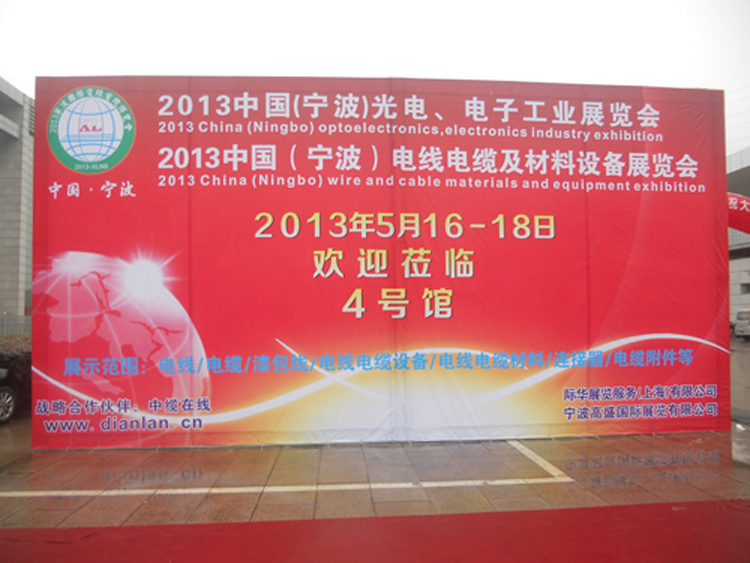 2013中国(宁波)光电、电子工业展览会
2013 China (Ningbo) optoelectronics,electronics industry exhibition
2013中国（宁波）电线电缆及材料设备展览会
2013 China (Ningbo) wire and cable materials and equipment exhibition
中国·宁波
2013年5月16-18日
欢迎莅临
4号馆
展示范围：电线/电缆/漆包线/电线电缆设备/电线电缆材料/连接器/电缆附件等
战略合作伙伴：中缆在线
www.dianlan.cn
际华展览服务(上海)有限公司
宁波高盛国际展览有限公司
祝大